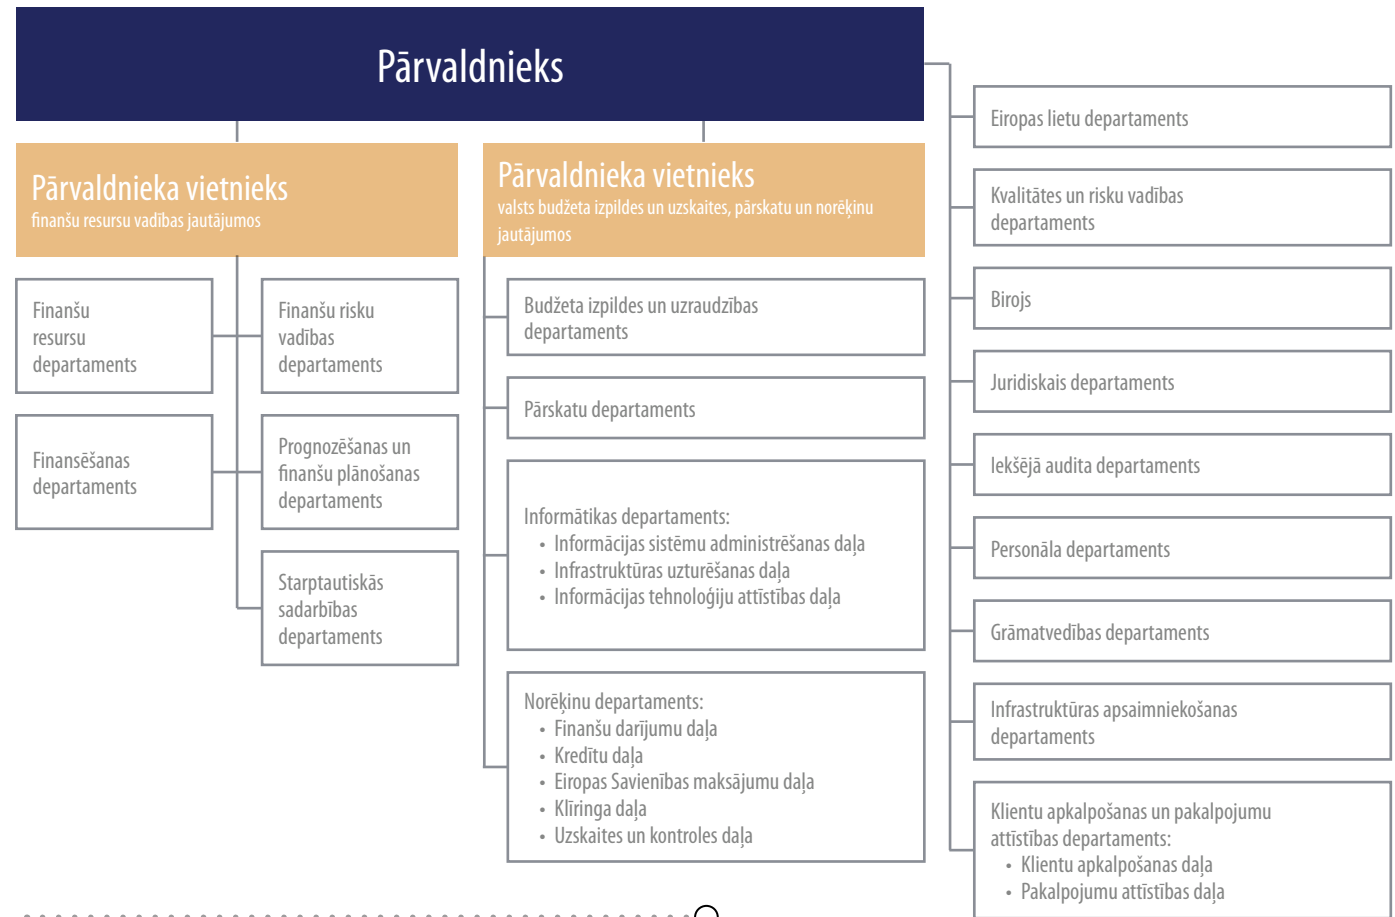 Pārvaldnieks
Pārvaldnieka vietnieks
finanšu resursu vadības jautājumos
Finanšu
resursu
departaments
Finanšu risku
vadības
departaments
Finansēšanas
departaments
Prognozēšanas un
finanšu plānošanas
departaments
Starptautiskās
sadarbības
departaments
Pārvaldnieka vietnieks
valsts budžeta izpildes un uzskaites, pārskatu un norēķinu
jautājumos
Budžeta izpildes un uzraudzības
departaments
Pārskatu departaments
Informātikas departaments:
• Informācijas sistēmu administrēšanas daļa
• Infrastruktūras uzturēšanas daļa
• Informācijas tehnoloģiju attīstības daļa
Norēķinu departaments:
• Finanšu darījumu daļa
• Kredītu daļa
• Eiropas Savienības maksājumu daļa
• Klīringa daļa
• Uzskaites un kontroles daļa
Eiropas lietu departaments
Kvalitātes un risku vadības
departaments
Birojs
Juridiskais departaments
Iekšējā audita departaments
Personāla departaments
Grāmatvedības departaments
Infrastruktūras apsaimniekošanas
departaments
Klientu apkalpošanas un pakalpojumu
attīstības departaments:
• Klientu apkalpošanas daļa
• Pakalpojumu attīstības daļa